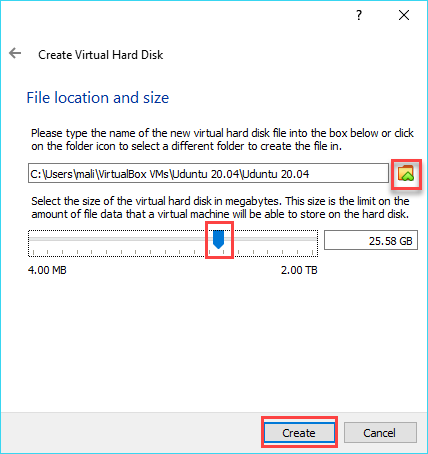 ?
Create Virtual Hard Disk
File location and size
Please type the name of the new virtual hard disk file into the box below or click
on the folder icon to select a different folder to create the file in.
C:\Users\mali\VirtualBox VMs\Uduntu 20.04\Uduntu 20.04
Select the size of the virtual hard disk in megabytes. This size is the limit on the
amount of file data that a virtual machine will be able to store on the hard disk.
25.58 GB
4.00 MB 2.00 TB
Create Cancel